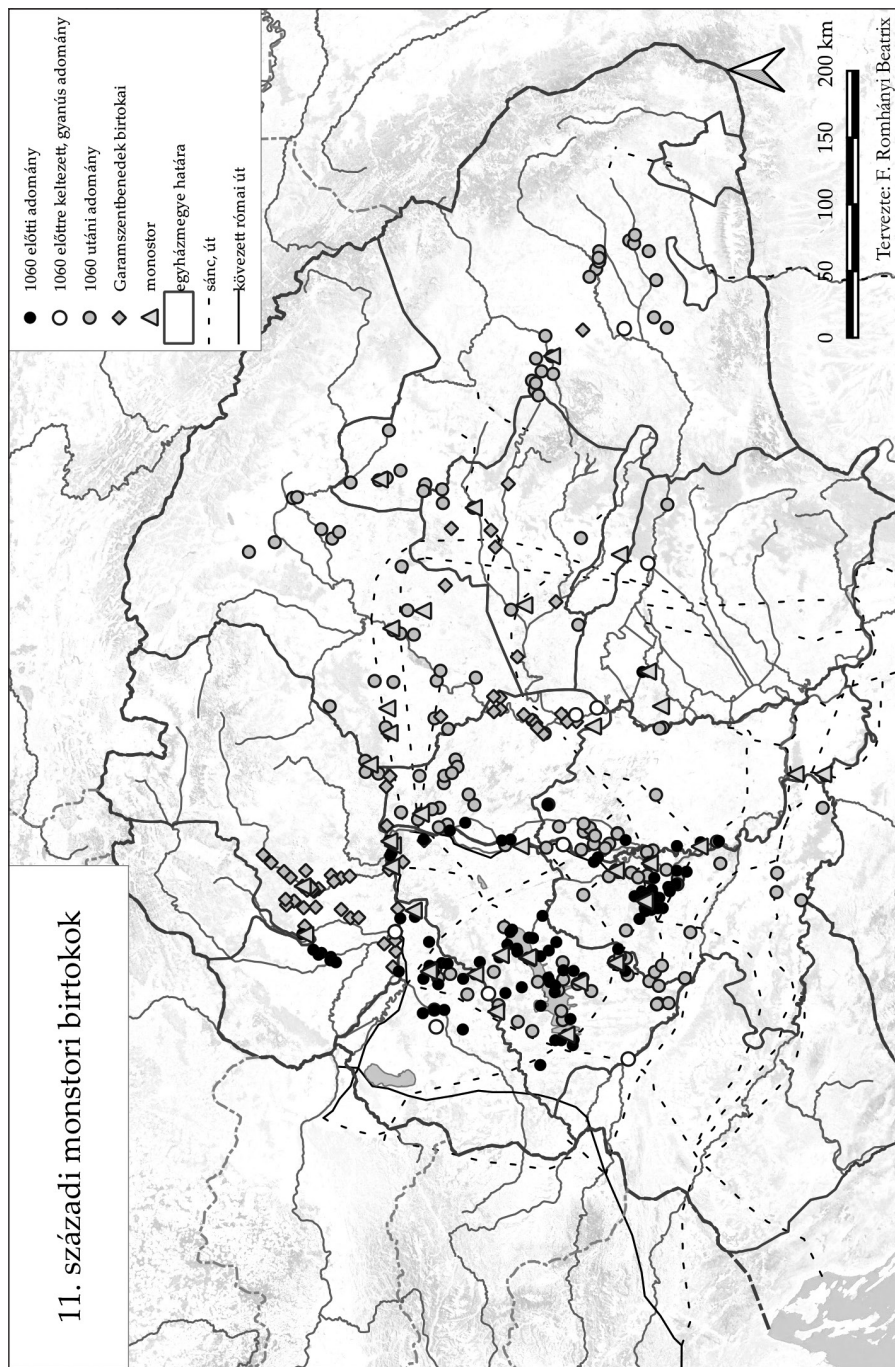 11. századi monstori birtokok
1060 előtti adomány
1060 előttre keltezett, gyanús adomány
1060 utáni adomány
Garamszentbenedek birtokai
monostor
egyházmegye határa
sánc, út
kövezett római út
0 50 100 150 200 km
Tervezte: F. Romhányi Beatrix